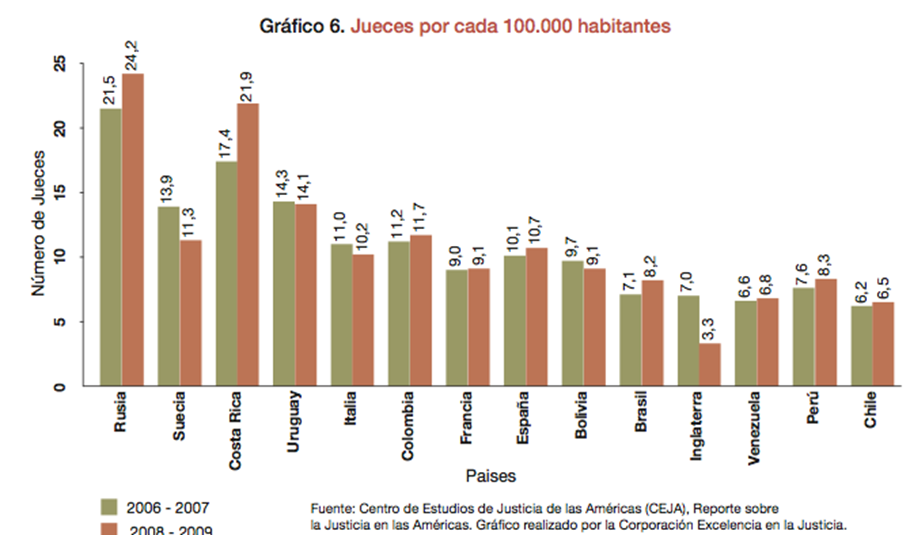 Gráfico 6. Jueces por cada 100.000 habitantes
Número de Jueces
25
20
15
10
5
0
21,5
24,2
13,9
11,3
17,4
21,9
14,3
14,1
11,0
10,2
11,2
11,7
9,0
9,1
10,1
10,7
9,7
9,1
7,1
8,2
7,0
3,3
6,6
6,8
7,6
8,3
6,2
6,5
Rusia
Suecia
Costa Rica
Uruguay
Italia
Colombia
Francia
España
Bolivia
Brasil
Inglaterra
Venezuela
Perú
Chile
Paises
2006 - 2007
2008 - 2009
Fuente: Centro de Estudios de Justicia de las Américas (CEJA), Reporte sobre
la Justicia en las Américas. Gráfico realizado por la Corporación Excelencia en la Justicia.